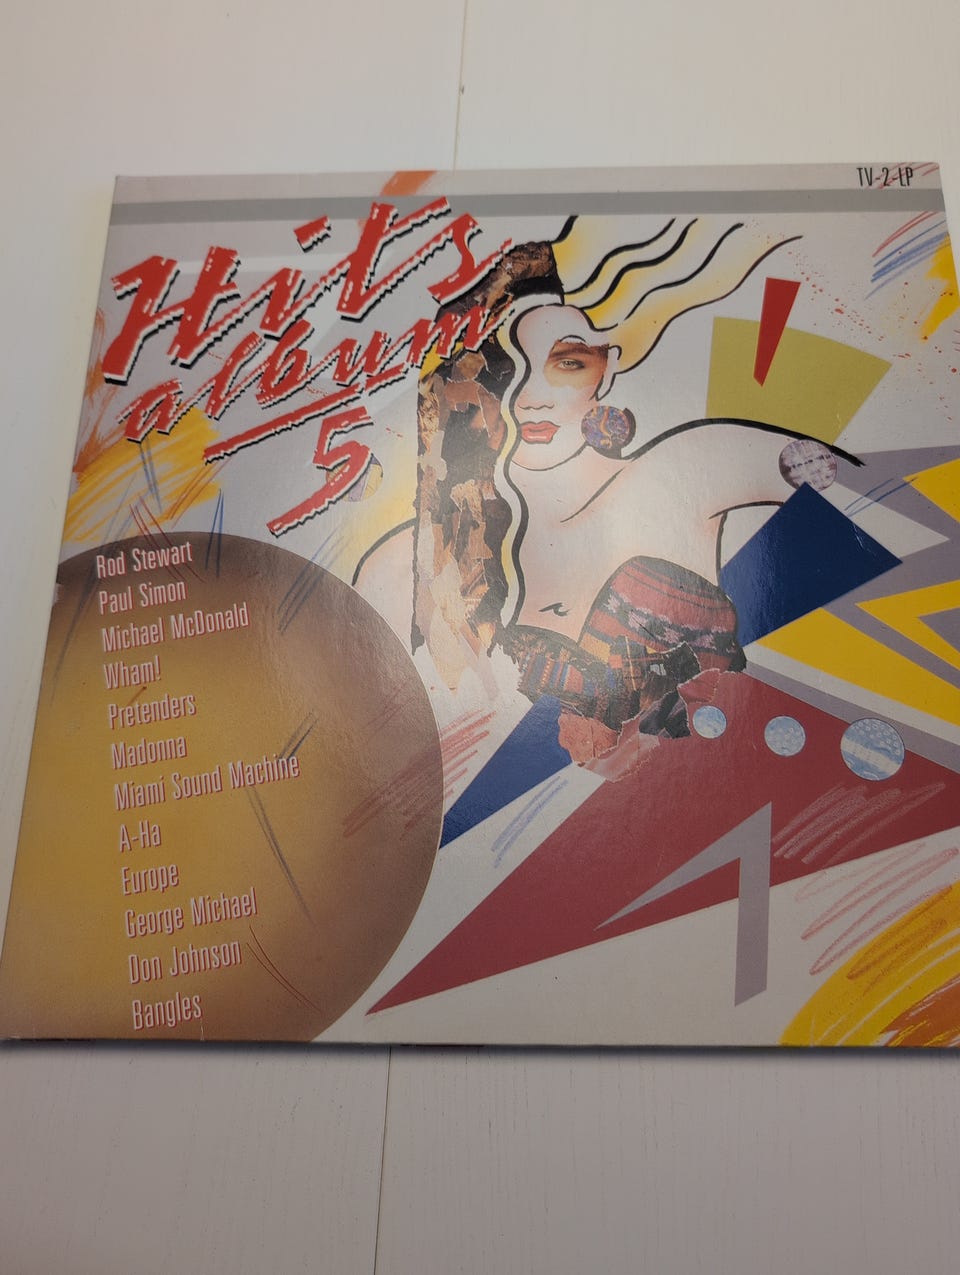 TV-2-LP
Hits
album
5
Rod Stewart
Paul Simon
Michael McDonald
Wham!
Pretenders
Madonna
Miami Sound Machine
A-Ha
Europe
George Michael
Don Johnson
Bangles